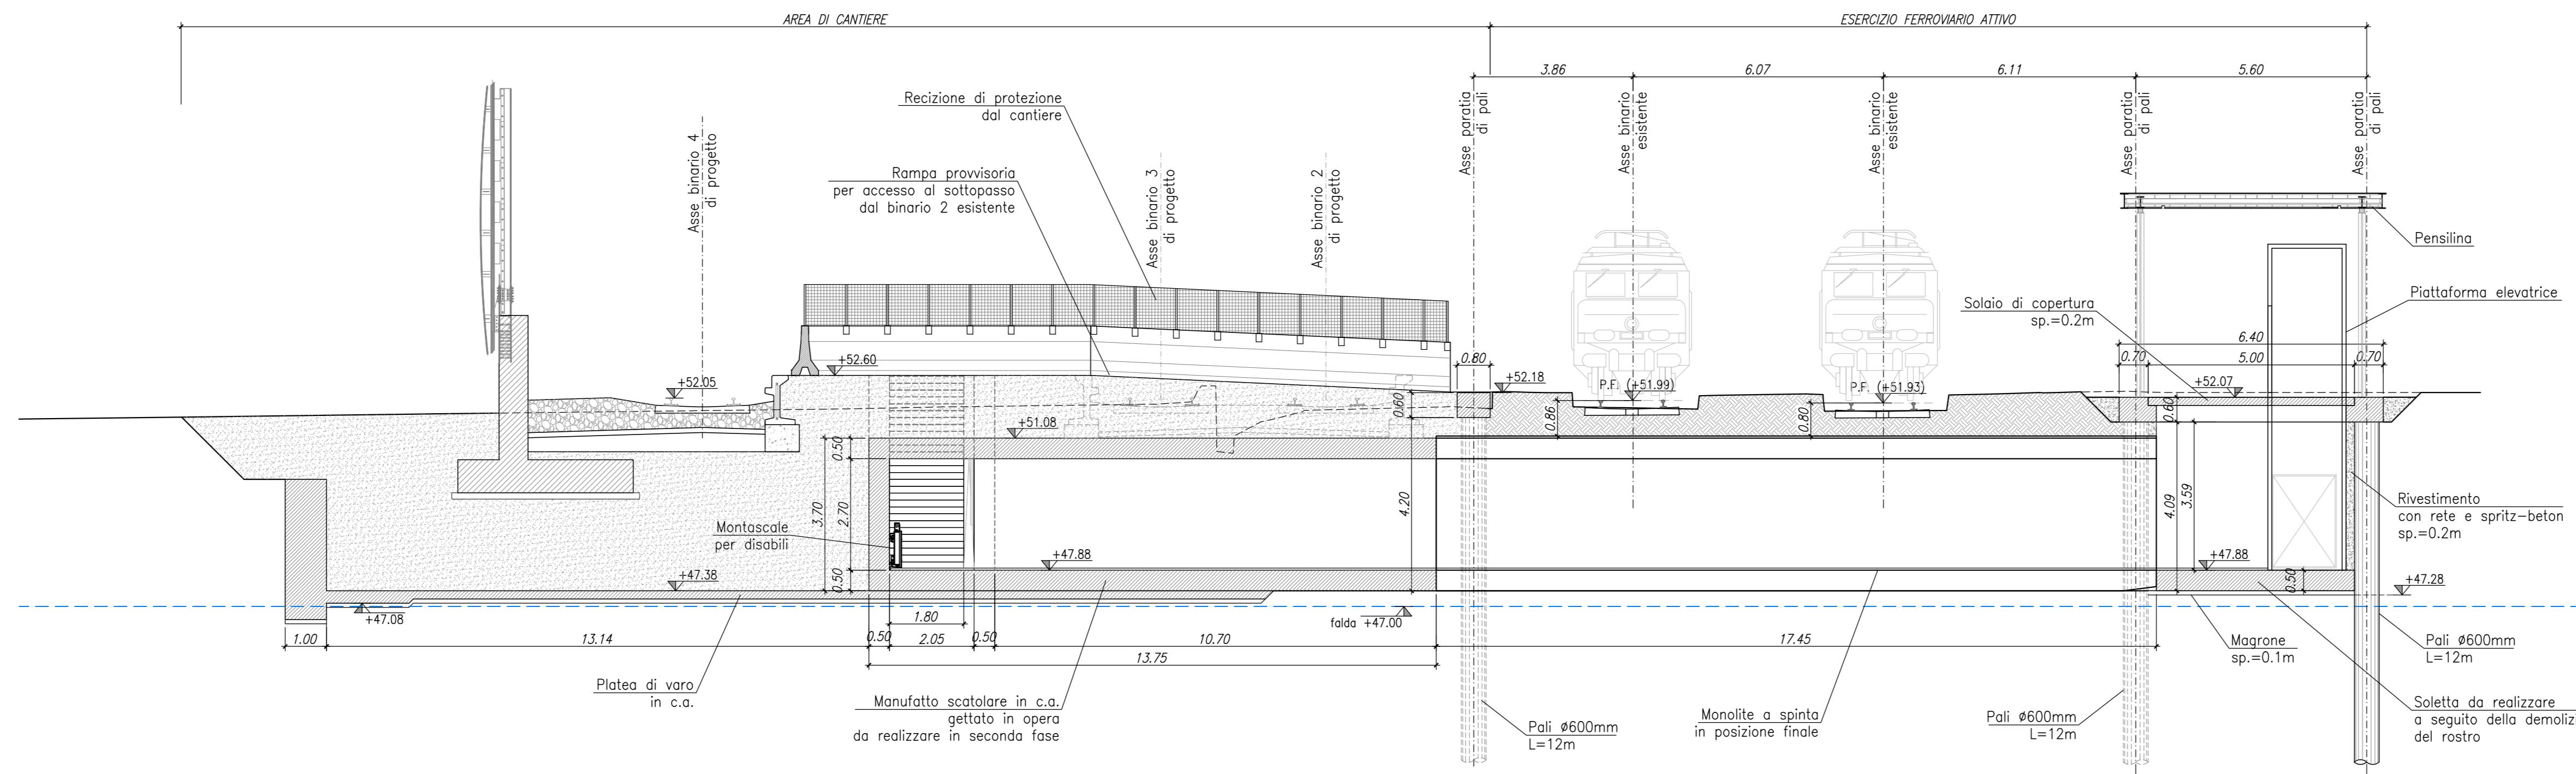 AREA DI CANTIERE
ESERCIZIO FERROVIARIO ATTIVO
3.86
6.07
6.11
5.60
Asse binario 4
di progetto
Recizione di protezione
dal cantiere
Rampa provvisoria
per accesso al sottopasso
dal binario 2 esistente
Asse binario 3
di progetto
Asse binario 2
di progetto
Asse paratia
di pali
Asse binario
esistente
Asse binario
esistente
Asse paratia
di pali
Asse paratia
di pali
Pensilina
Piattaforma elevatrice
Solaio di copertura
sp.=0.2m
6.40
0.70
5.00
0.70
+52.05
+52.60
0.80
+52.18
P.F. (+51.99)
P.F. (+51.93)
+52.07
0.60
0.86
0.80
0.60
+51.08
0.50
3.70
2.70
0.50
4.20
4.09
3.59
Montascale
per disabili
Rivestimento
con rete e spritz-beton
sp.=0.2m
+47.88
+47.88
+47.38
0.50
+47.28
+47.08
falda +47.00
1.80
1.00
13.14
0.50
2.05
0.50
10.70
17.45
13.75
Magrone
sp.=0.1m
Pali ø600mm
L=12m
Platea di varo
in c.a.
Manufatto scatolare in c.a.
gettato in opera
da realizzare in seconda fase
Pali ø600mm
L=12m
Monolite a spinta
in posizione finale
Pali ø600mm
L=12m
Soletta da realizzare
a seguito della demoliz
del rostro